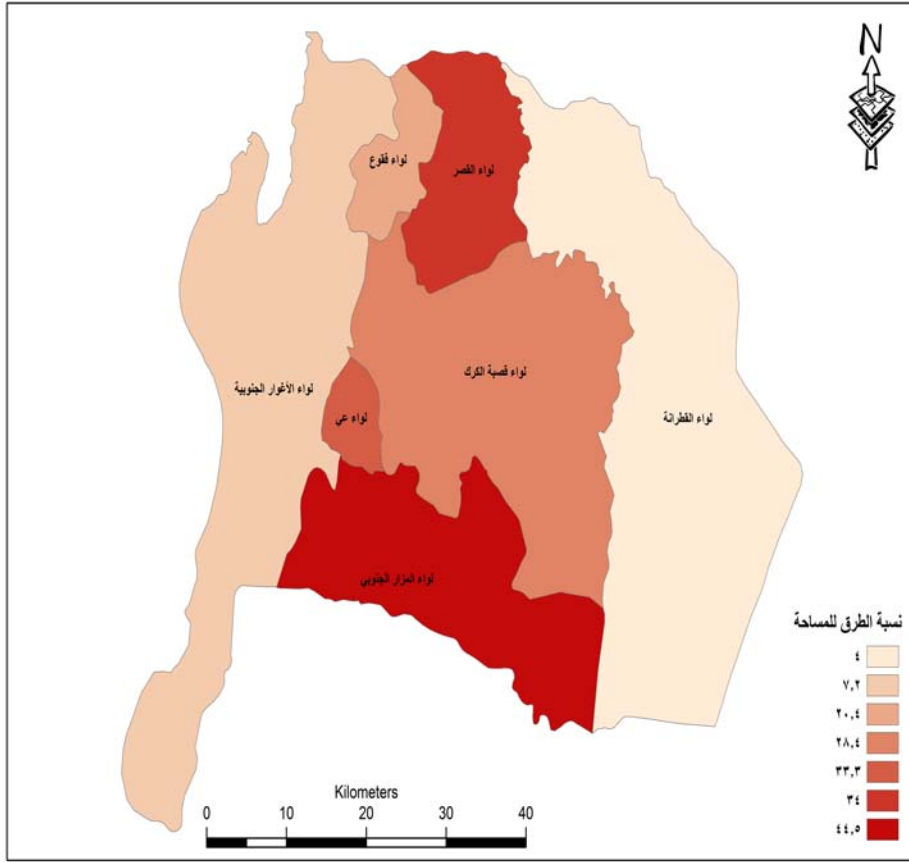 N
لواء فقوع
لواء القصر
لواء قصبة الكرك
لواء الأغوار الجنوبية
لواء عي
لواء القطرانة
لواء المزار الجنوبي
نسبة الطرق للمساحة
٤
٧,٢
٢٠,٤
٢٨,٤
٣٣,٣
٣٤
٤٤,٥
Kilometers
0 10 20 30 40